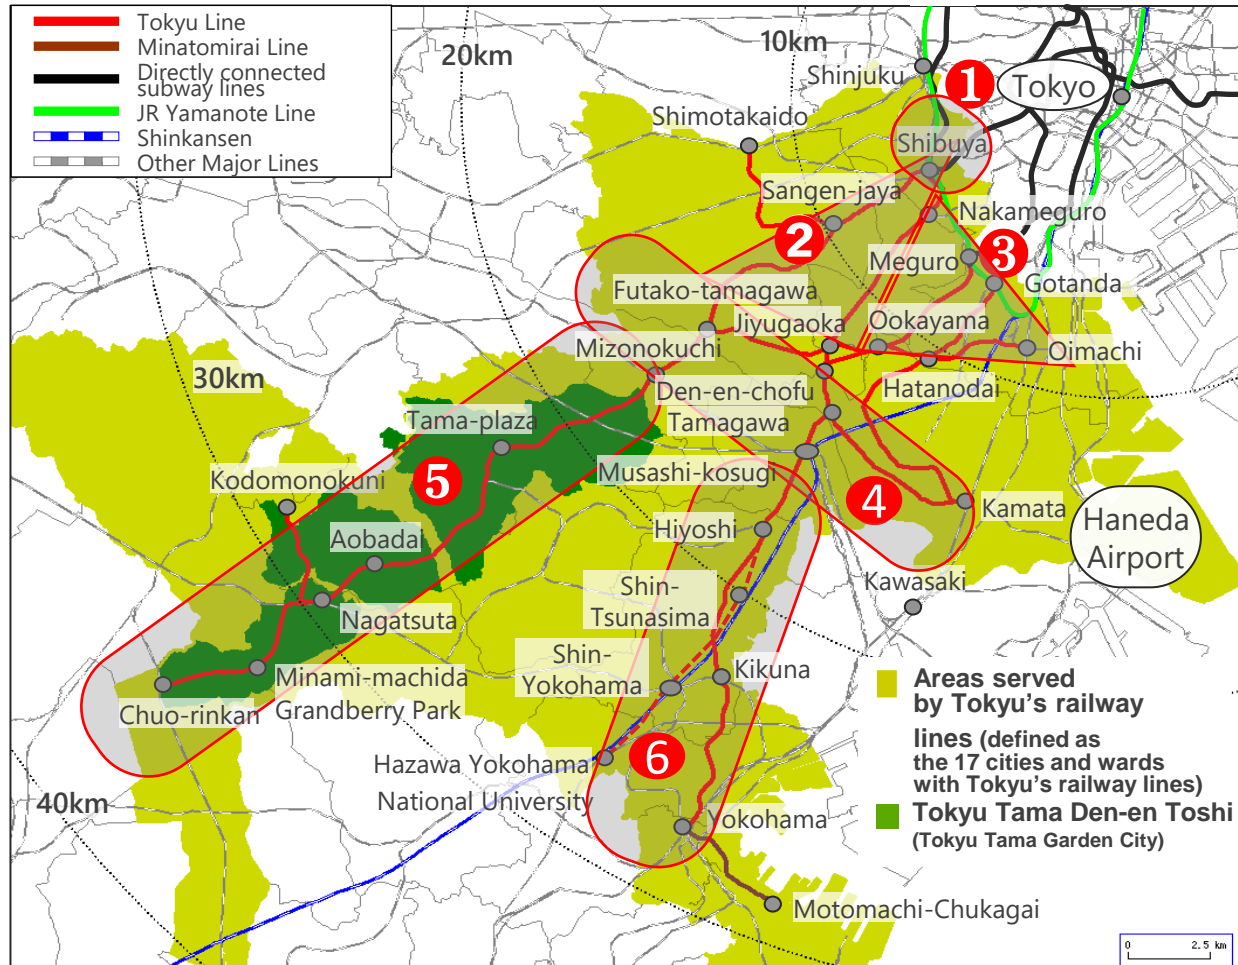 Tokyu Line
Minatomirai Line
Directly connected
subway lines
JR Yamanote Line
Shinkansen
Other Major Lines
20km
10km
Shinjuku
1
Tokyo
Shimotakaido
Shibuya
Sangen-jaya
Nakameguro
2
3
Meguro
Gotanda
Futako-tamagawa
Jiyugaoka
Ookayama
Mizonokuchi
Oimachi
30km
Den-en-chofu
Hatanodai
Tama-plaza
Tamagawa
Musashi-kosugi
Kodomonokuni
5
4
Kamata
Haneda
Airport
Hiyoshi
Aobadai
Kawasaki
Shin-
Tsunasima
Nagatsuta
Shin-
Yokohama
Kikuna
Minami-machida
Grandberry Park
Chuo-rinkan
6
Hazawa Yokohama
National University
40km
Yokohama
Motomachi-Chukagai
Areas served
by Tokyu's railway
lines (defined as
the 17 cities and wards
with Tokyu's railway lines)
Tokyu Tama Den-en Toshi
(Tokyu Tama Garden City)
0 2.5 km